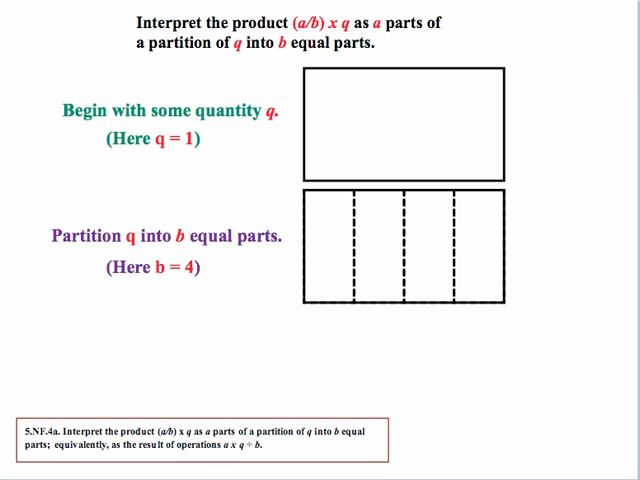 Interpret the product (a/b) x q as a parts of
a partition of q into b equal parts.
Begin with some quantity q.
(Here q = 1)
Partition q into b equal parts.
(Here b = 4)
5.NF.4a. Interpret the product (a/b) x q as a parts of a partition of q into b equal
parts; equivalently, as the result of operations a x q ÷ b.